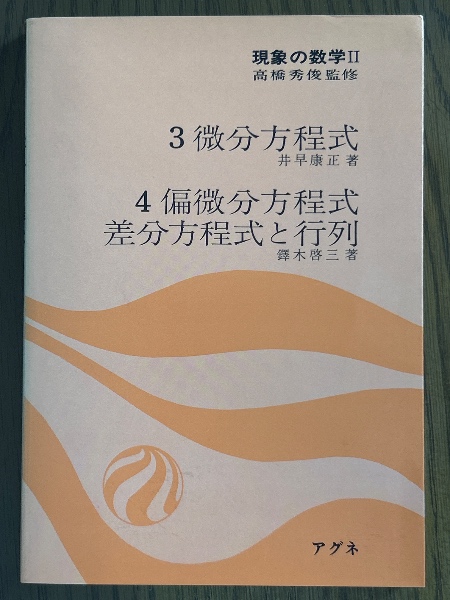 現象の数学II
高橋秀俊監修
3 微分方程式
井早康正著
4 偏微分方程式
差分方程式と行列
鐸木啓三著
アグネ